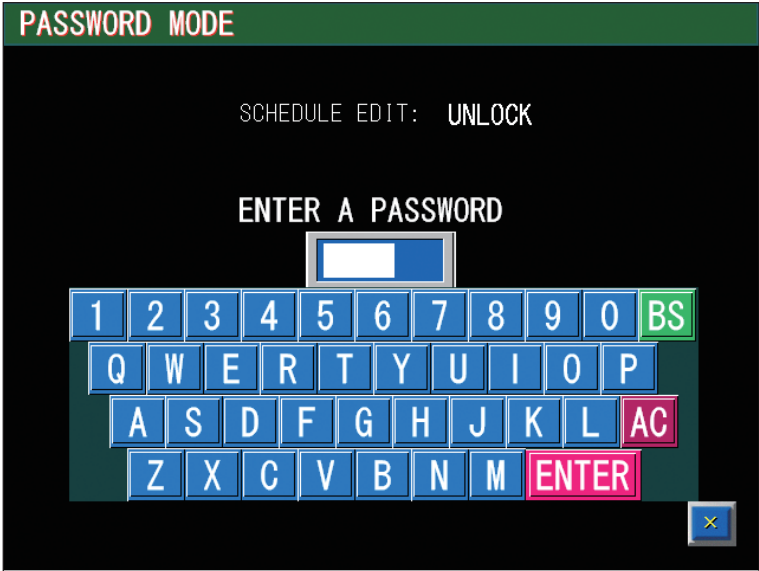 PASSWORD MODE
SCHEDULE EDIT: UNLOCK
ENTER A PASSWORD
1 2 3 4 5 6 7 8 9 0 BS
Q W E R T Y U I O P
A S D F G H J K L AC
Z X C V B N M ENTER
×